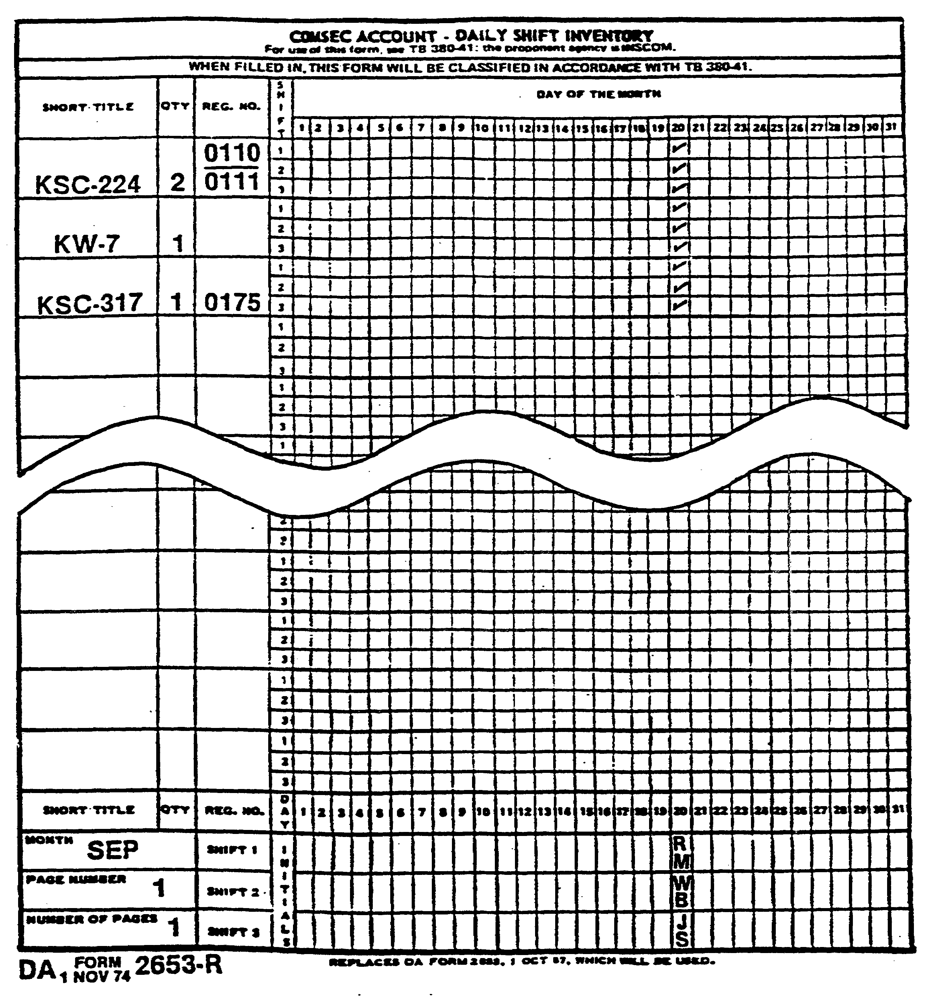 COMSEC ACCOUNT - DAILY SHIFT INVENTORY
For use of this form, see TB 380-41: the proponent agency is INSCOM.
WHEN FILLED IN, THIS FORM WILL BE CLASSIFIED IN ACCORDANCE WITH TB 380-41.
SHORT TITLE QTY REG. NO. SHIFT DAY OF THE MONTH
1 2 3 4 5 6 7 8 9 10 11 12 13 14 15 16 17 18 19 20 21 22 23 24 25 26 27 28 29 30 31
0110 1 ✓
2 ✓
KSC-224 2 0111 3 ✓
1 ✓
2 ✓
KW-7 1 3 ✓
1 ✓
2 ✓
KSC-317 1 0175 3 ✓
1
2
3
1
2
3
1
2
3
1
2
3
1
2
3
1
2
3
1
2
3
SHORT TITLE QTY REG. NO. DAY 1 2 3 4 5 6 7 8 9 10 11 12 13 14 15 16 17 18 19 20 21 22 23 24 25 26 27 28 29 30 31
MONTH SEP SHIFT 1 INITIALS RM
PAGE NUMBER 1 SHIFT 2 WB
NUMBER OF PAGES 1 SHIFT 3 JS
DA FORM 2653-R
1 NOV 74
REPLACES DA FORM 2653, 1 OCT 67, WHICH WILL BE USED.